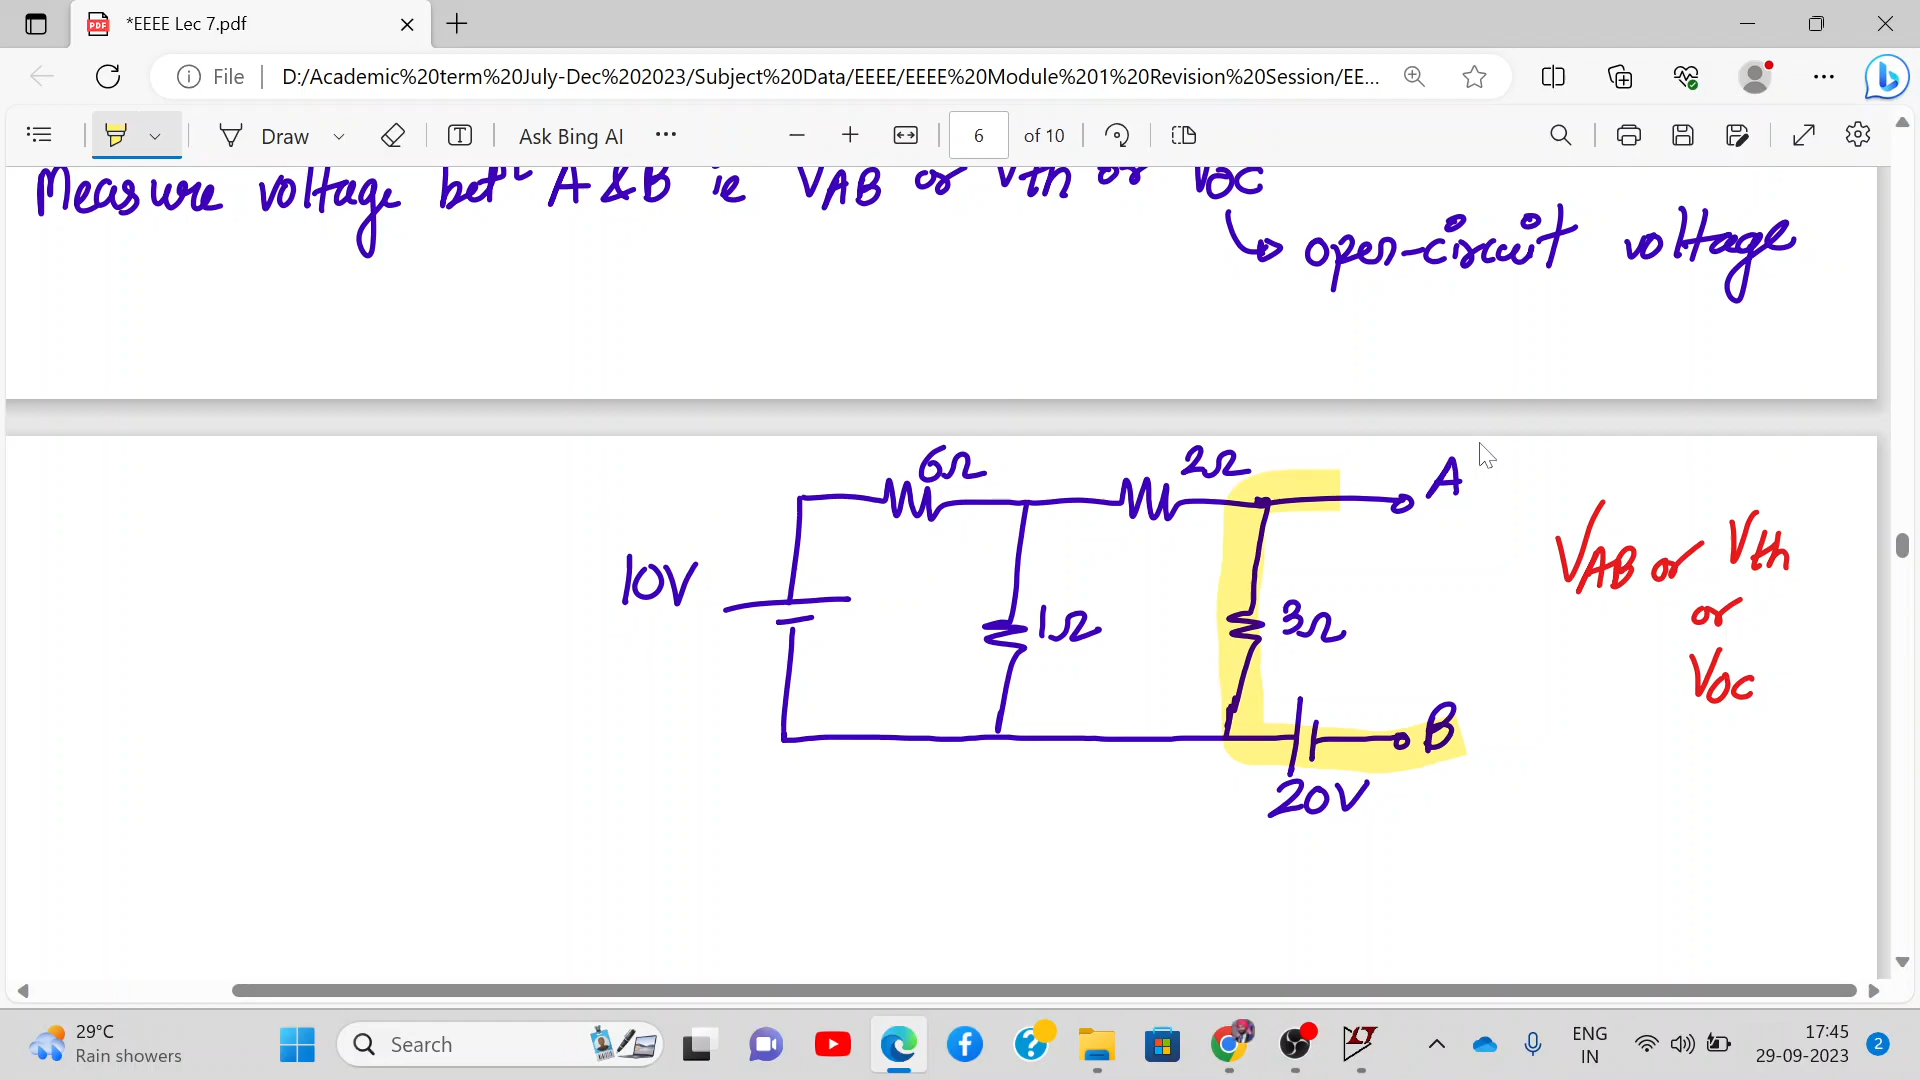 *EEEE Lec 7.pdf
File
D:/Academic%20term%20July-Dec%202023/Subject%20Data/EEEE/EEEE%20Module%201%20Revision%20Session/EE...
Draw
Ask Bing AI
6 of 10
Measure voltage betn A & B ie VAB or Vth or VOC
open-circuit voltage
6Ω
2Ω
A
10V
1Ω
3Ω
B
20V
VAB or Vth
or
VOC
29°C
Rain showers
Search
ENG
IN
17:45
29-09-2023
2